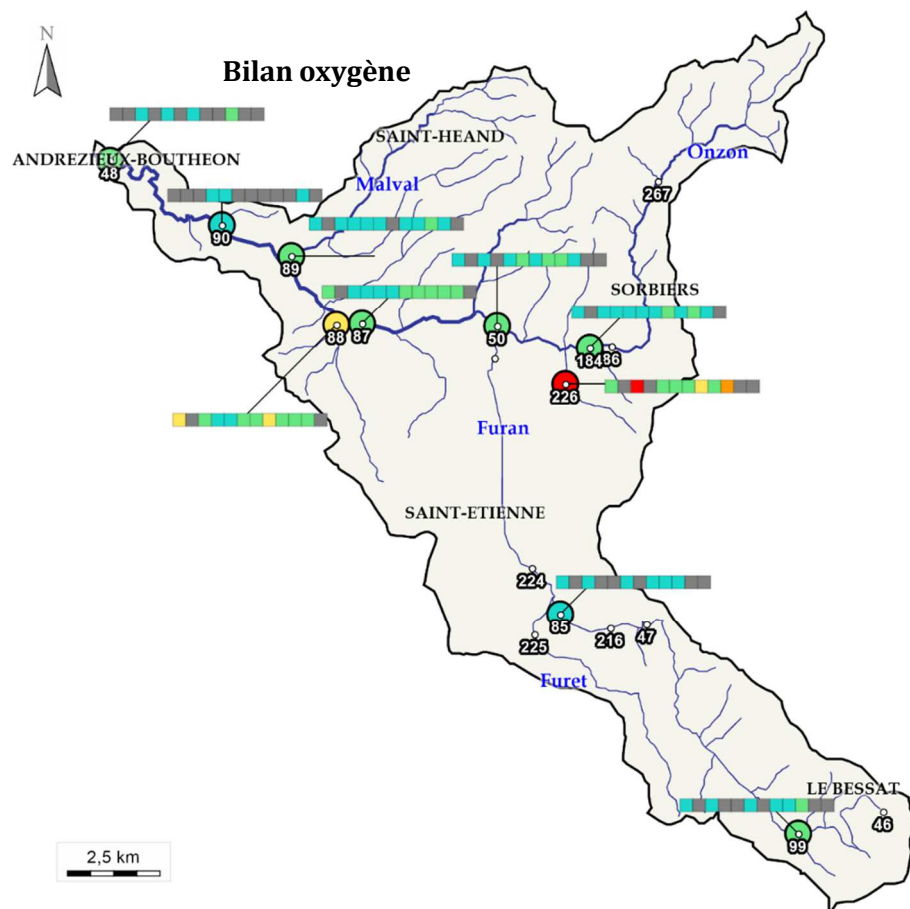 N
Bilan oxygène
SAINT-HEAND
Onzon
ANDREZIEUX-BOUTHEON
48
Malval
267
90
89
SORBIERS
88
87
50
184
86
226
Furan
SAINT-ETIENNE
224
85
216
47
225
Furet
LE BESSAT
46
99
2,5 km